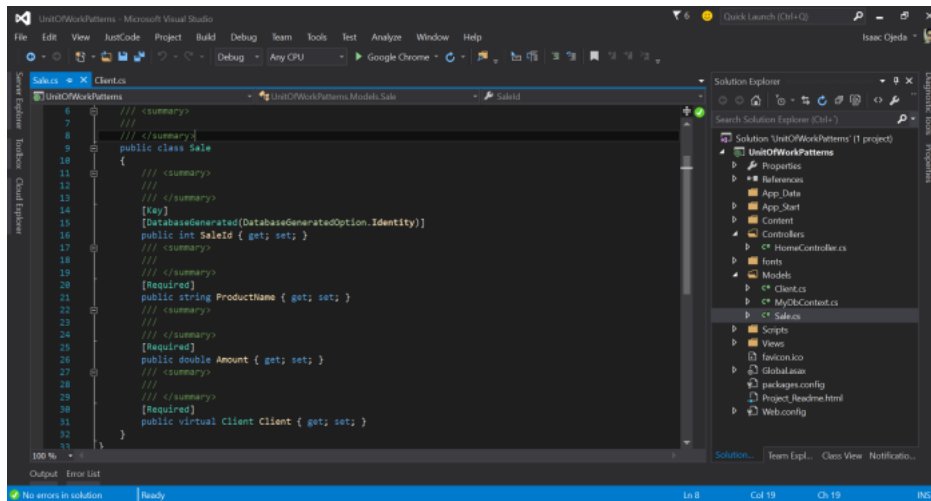 UnitOfWorkPatterns - Microsoft Visual Studio
6
Quick Launch (Ctrl+Q)
File Edit View JustCode Project Build Debug Team Tools Test Analyze Window Help
Isaac Ojeda
Debug Any CPU Google Chrome
Server Explorer
Toolbox
Cloud Explorer
Sale.cs Client.cs
UnitOfWorkPatterns UnitOfWorkPatterns.Models.Sale SaleId
6 /// <summary>
7 ///
8 /// </summary>
9 public class Sale
10 {
11 /// <summary>
12 ///
13 /// </summary>
14 [Key]
15 [DatabaseGenerated(DatabaseGeneratedOption.Identity)]
16 public int SaleId { get; set; }
17 /// <summary>
18 ///
19 /// </summary>
20 [Required]
21 public string ProductName { get; set; }
22 /// <summary>
23 ///
24 /// </summary>
25 [Required]
26 public double Amount { get; set; }
27 /// <summary>
28 ///
29 /// </summary>
30 [Required]
31 public virtual Client Client { get; set; }
32 }
33 }
100 %
Solution Explorer
Search Solution Explorer (Ctrl+')
Solution 'UnitOfWorkPatterns' (1 project)
UnitOfWorkPatterns
Properties
References
App_Data
App_Start
Content
Controllers
C# HomeController.cs
fonts
Models
C# Client.cs
C# MyDbContext.cs
C# Sale.cs
Scripts
Views
favicon.ico
Global.asax
packages.config
Project_Readme.html
Web.config
Solution... Team Expl... Class View Notificatio...
Diagnostic Tools
Properties
Output Error List
No errors in solution Ready Ln 8 Col 19 Ch 19 INS